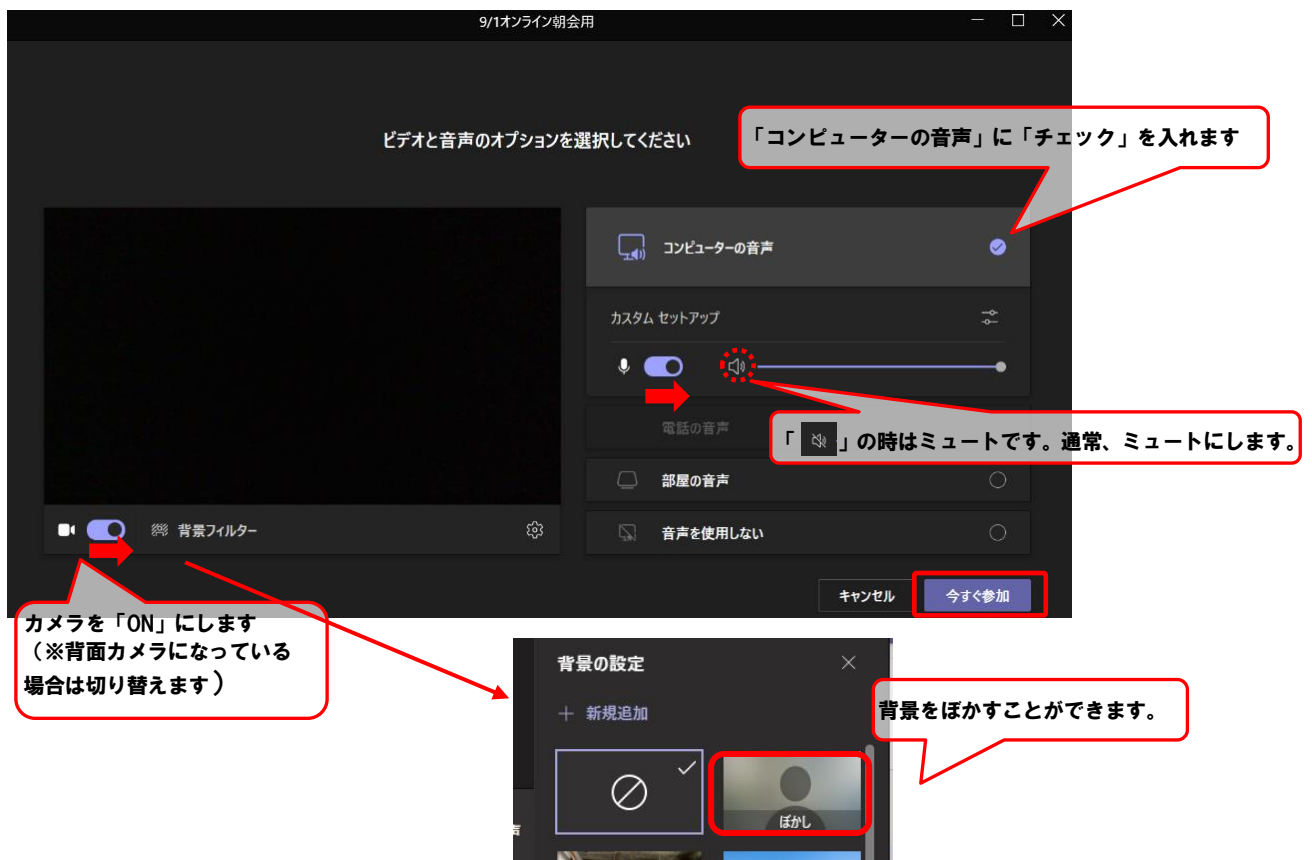 9/1オンライン朝会用
ビデオと音声のオプションを選択してください
「コンピューターの音声」に「チェック」を入れます
コンピューターの音声
カスタム セットアップ
電話の音声
「 」の時はミュートです。通常、ミュートにします。
部屋の音声
背景フィルター
音声を使用しない
キャンセル
今すぐ参加
カメラを「ON」にします
（※背面カメラになっている
場合は切り替えます）
背景の設定
＋ 新規追加
背景をぼかすことができます。
ぼかし
声